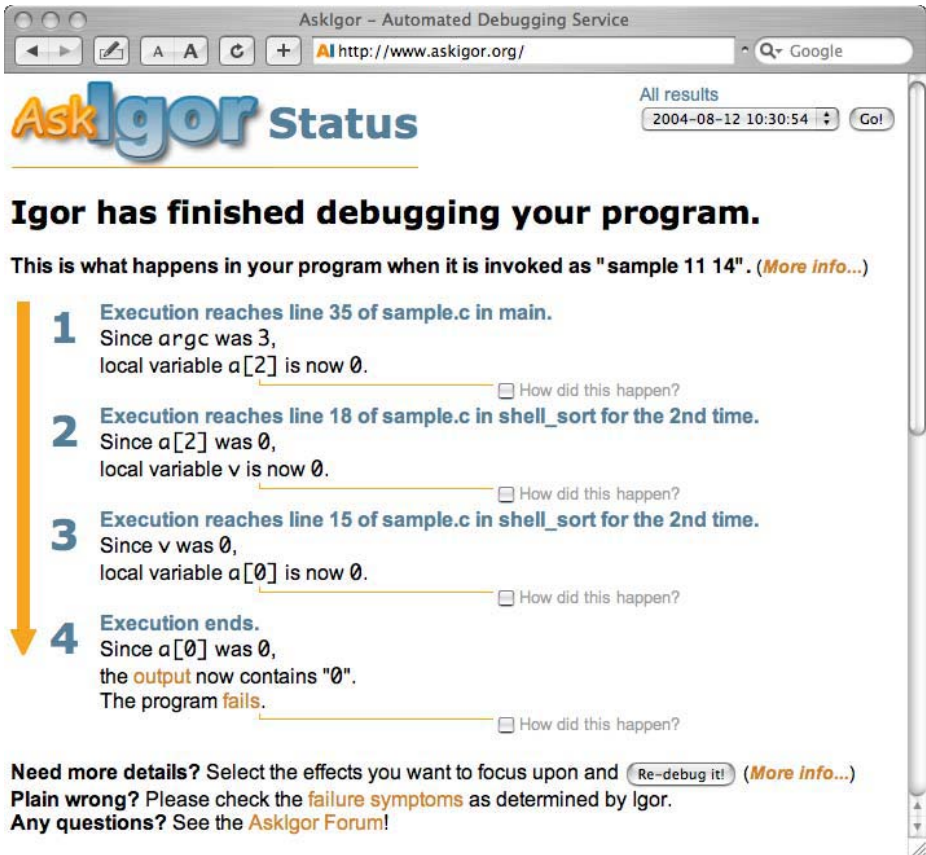 AskIgor – Automated Debugging Service
A A + AI http://www.askigor.org/ Google
AskIgor Status
All results
2004-08-12 10:30:54 Go!
Igor has finished debugging your program.
This is what happens in your program when it is invoked as "sample 11 14". (More info...)
1 Execution reaches line 35 of sample.c in main.
Since argc was 3,
local variable a[2] is now 0.
How did this happen?
2 Execution reaches line 18 of sample.c in shell_sort for the 2nd time.
Since a[2] was 0,
local variable v is now 0.
How did this happen?
3 Execution reaches line 15 of sample.c in shell_sort for the 2nd time.
Since v was 0,
local variable a[0] is now 0.
How did this happen?
4 Execution ends.
Since a[0] was 0,
the output now contains "0".
The program fails.
How did this happen?
Need more details? Select the effects you want to focus upon and Re-debug it! (More info...)
Plain wrong? Please check the failure symptoms as determined by Igor.
Any questions? See the AskIgor Forum!